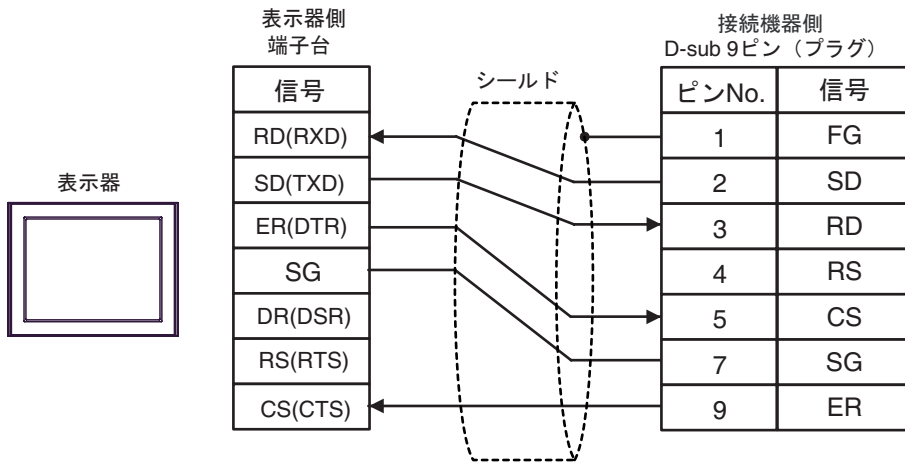 表示器側
端子台
接続機器側
D-sub 9ピン（プラグ）
シールド
表示器
信号
RD(RXD)
SD(TXD)
ER(DTR)
SG
DR(DSR)
RS(RTS)
CS(CTS)
ピンNo. 信号
1 FG
2 SD
3 RD
4 RS
5 CS
7 SG
9 ER